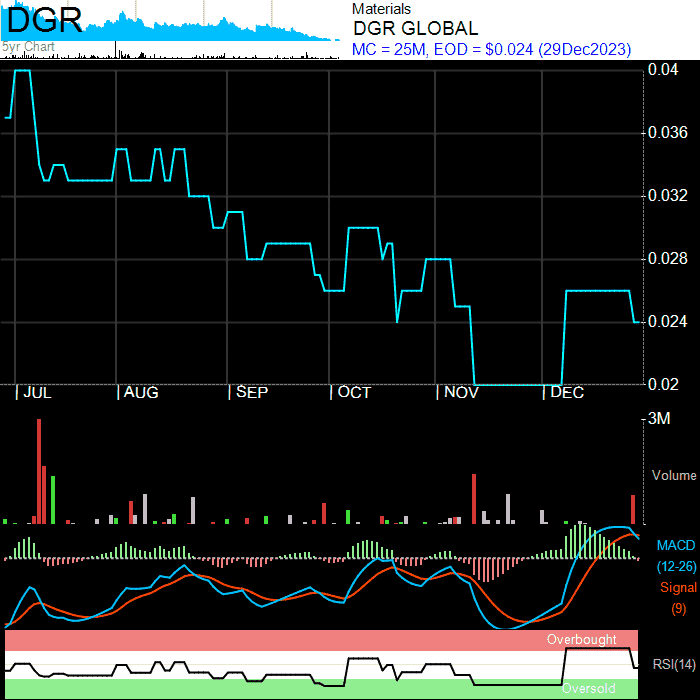 DGR
5yr Chart
Materials
DGR GLOBAL
MC = 25M, EOD = $0.024 (29Dec2023)
0.04
0.036
0.032
0.028
0.024
0.02
JUL AUG SEP OCT NOV DEC
3M
Volume
MACD
(12-26)
Signal
(9)
Overbought
RSI(14)
Oversold